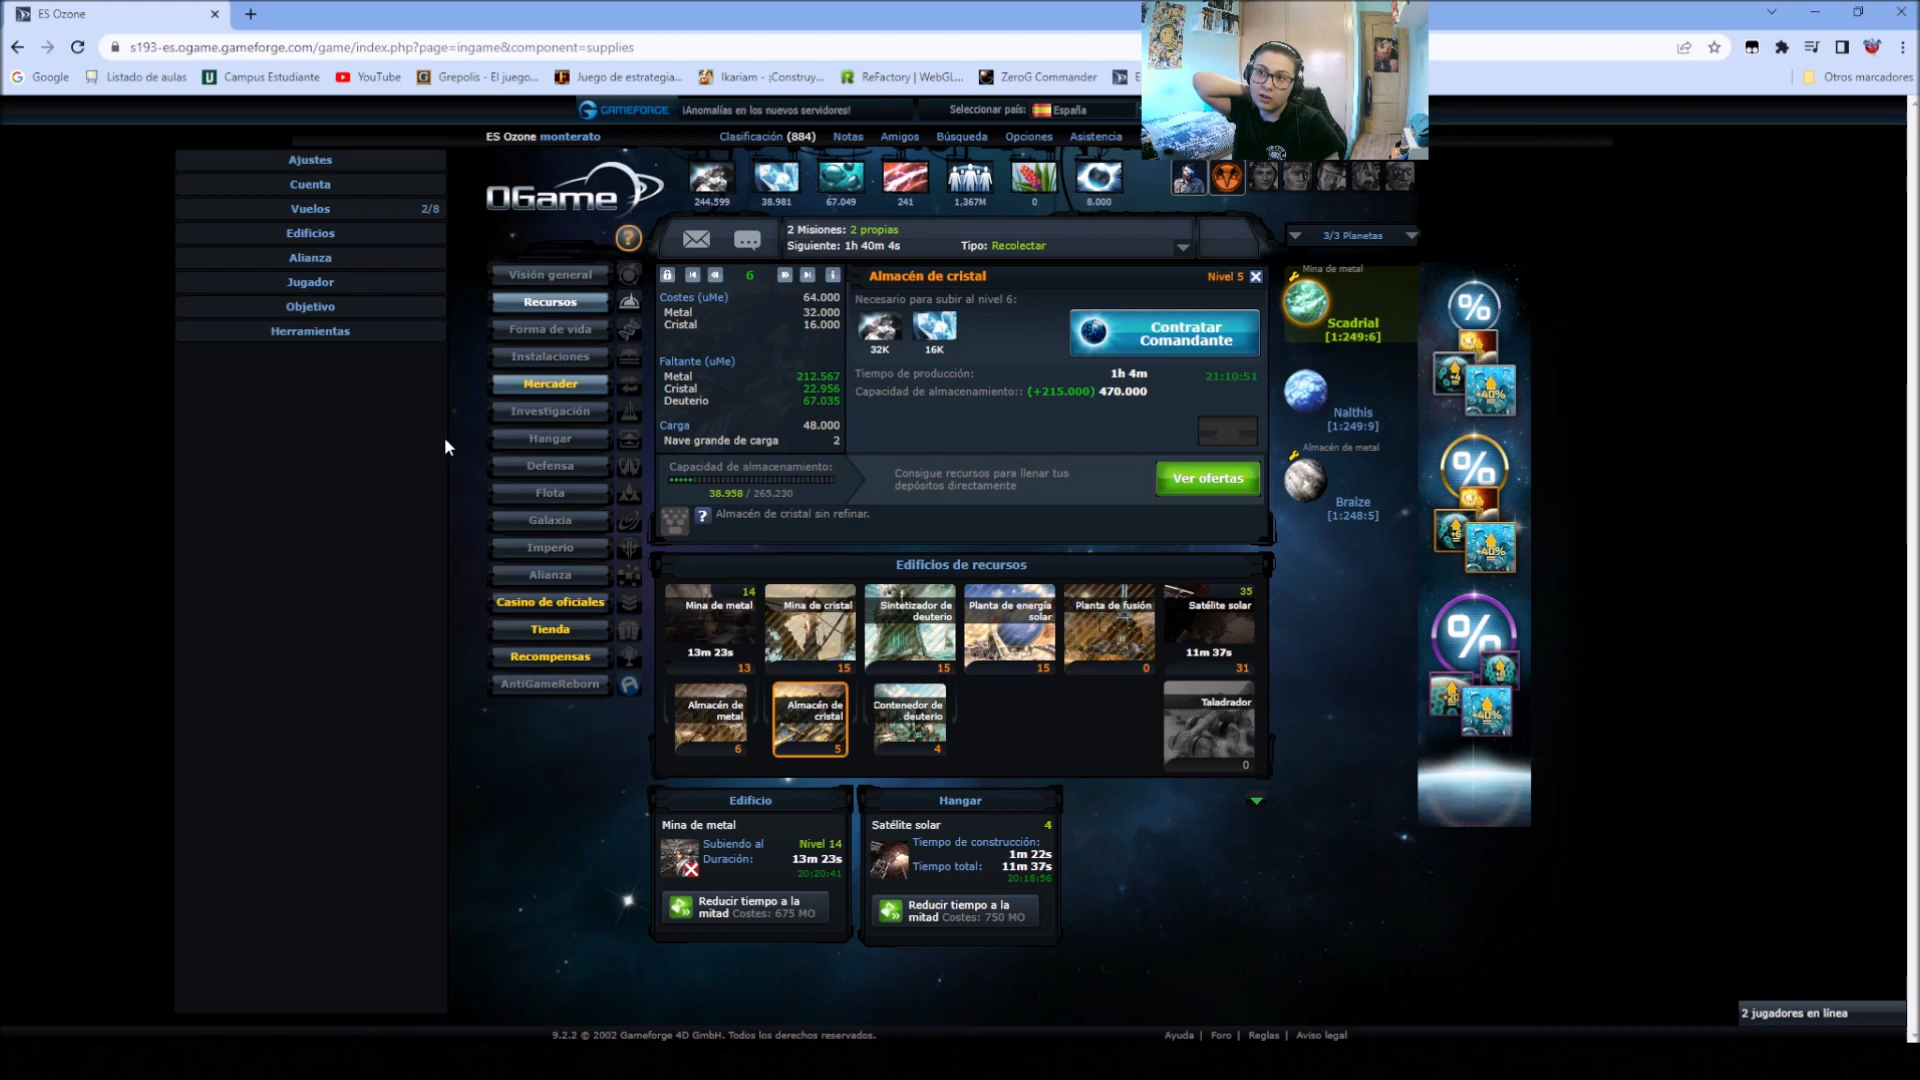 ES Ozone
s193-es.ogame.gameforge.com/game/index.php?page=ingame&component=supplies
Google
Listado de aulas
Campus Estudiante
YouTube
Grepolis - El juego...
Juego de estrategia...
Ikariam - ¡Construy...
ReFactory | WebGL...
ZeroG Commander
Otros marcadores
GAMEFORGE
¡Anomalías en los nuevos servidores!
Seleccionar país:
España
ES Ozone monterato
Clasificación (884)
Notas
Amigos
Búsqueda
Opciones
Asistencia
Ajustes
Cuenta
Vuelos 2/8
Edificios
Alianza
Jugador
Objetivo
Herramientas
OGame
244.599
38.981
67.049
241
1,367M
0
8.000
2 Misiones: 2 propias
Siguiente: 1h 40m 4s
Tipo: Recolectar
3/3 Planetas
Visión general
Recursos
Forma de vida
Instalaciones
Mercader
Investigación
Hangar
Defensa
Flota
Galaxia
Imperio
Alianza
Casino de oficiales
Tienda
Recompensas
AntiGameReborn
6
Costes (uMe) 64.000
Metal 32.000
Cristal 16.000
Faltante (uMe)
Metal 212.567
Cristal 22.956
Deuterio 67.035
Carga 48.000
Nave grande de carga 2
Almacén de cristal
Nivel 5
Necesario para subir al nivel 6:
32K
16K
Contratar
Comandante
Tiempo de producción: 1h 4m
21:10:51
Capacidad de almacenamiento:: (+215.000) 470.000
Capacidad de almacenamiento:
38.958 / 265.230
Consigue recursos para llenar tus
depósitos directamente
Ver ofertas
? Almacén de cristal sin refinar.
Mina de metal
Scadrial
[1:249:6]
Nalthis
[1:249:9]
Almacén de metal
Braize
[1:248:5]
Edificios de recursos
14
Mina de metal
13m 23s
13
Mina de cristal
15
Sintetizador de
deuterio
15
Planta de energía
solar
15
Planta de fusión
0
35
Satélite solar
11m 37s
31
Almacén de
metal
6
Almacén de
cristal
5
Contenedor de
deuterio
4
Taladrador
0
Edificio
Mina de metal
Subiendo al Nivel 14
Duración: 13m 23s
20:20:41
Reducir tiempo a la
mitad Costes: 675 MO
Hangar
Satélite solar 4
Tiempo de construcción:
1m 22s
Tiempo total: 11m 37s
20:18:56
Reducir tiempo a la
mitad Costes: 750 MO
%
+40%
%
+40%
%
+40%
2 jugadores en línea
9.2.2 © 2002 Gameforge 4D GmbH. Todos los derechos reservados.
Ayuda | Foro | Reglas | Aviso legal